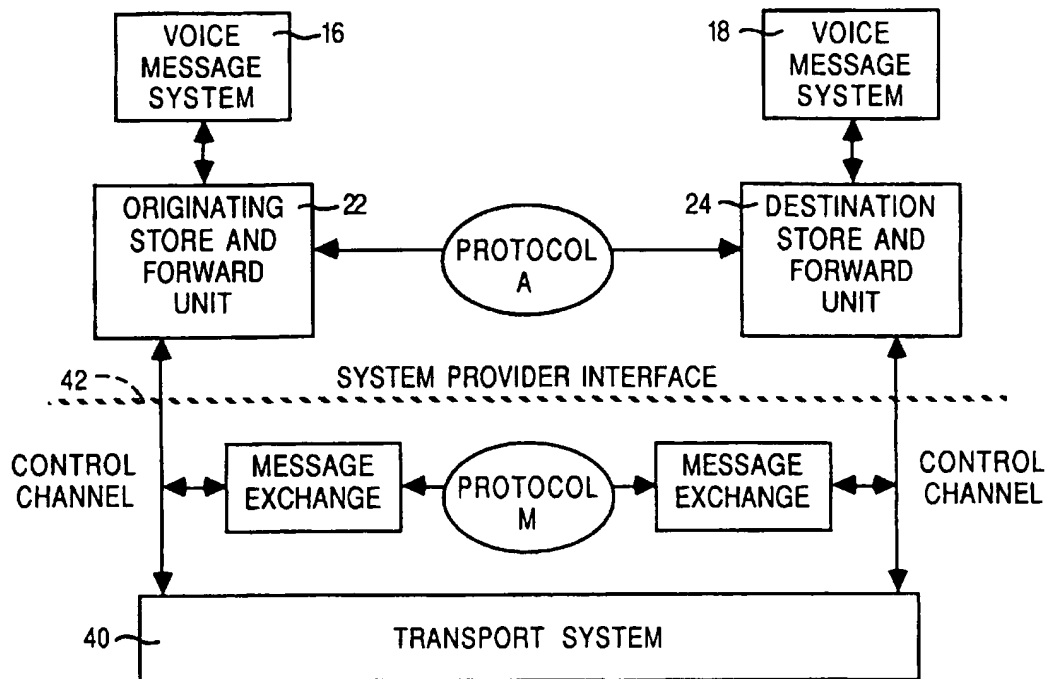 VOICE
MESSAGE
SYSTEM
16
18
VOICE
MESSAGE
SYSTEM
ORIGINATING
STORE AND
FORWARD
UNIT
22
PROTOCOL
A
24
DESTINATION
STORE AND
FORWARD
UNIT
42
SYSTEM PROVIDER INTERFACE
CONTROL
CHANNEL
MESSAGE
EXCHANGE
PROTOCOL
M
MESSAGE
EXCHANGE
CONTROL
CHANNEL
40
TRANSPORT SYSTEM